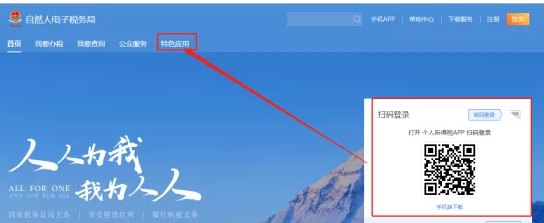 自然人电子税务局
手机APP | 帮助中心 | 下载服务 | 注册 登录
首页 我要办税 我要查询 公众服务 特色应用
扫码登录 密码登录
打开 个人所得税APP 扫码登录
手机端下载
人人为我
ALL FOR ONE
AND ONE FOR ALL
我为人人
国家税务总局主办 | 享受税改红利 | 履行纳税义务